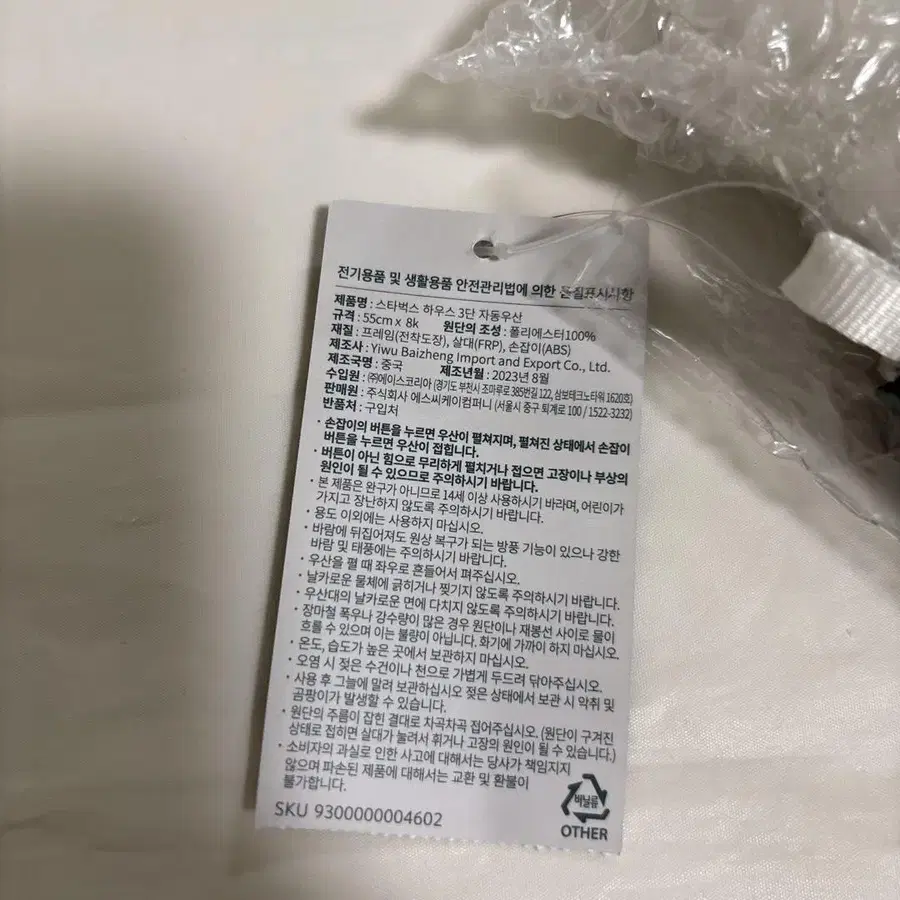 전기용품 및 생활용품 안전관리법에 의한 품질표시사항
제품명 : 스타벅스 하우스 3단 자동우산
규격 : 55cm x 8k 원단의 조성 : 폴리에스터100%
재질 : 프레임(전착도장), 살대(FRP), 손잡이(ABS)
제조사 : Yiwu Baizheng Import and Export Co., Ltd.
제조국명 : 중국 제조년월 : 2023년 8월
수입원 : ㈜에이스코리아 (경기도 부천시 조마루로 385번길 122, 삼보테크노타워 1620호)
판매원 : 주식회사 에스씨케이컴퍼니 (서울시 중구 퇴계로 100 / 1522-3232)
반품처 : 구입처
· 손잡이의 버튼을 누르면 우산이 펼쳐지며, 펼쳐진 상태에서 손잡이
버튼을 누르면 우산이 접힙니다.
· 버튼이 아닌 힘으로 무리하게 펼치거나 접으면 고장이나 부상의
원인이 될 수 있으므로 주의하시기 바랍니다.
· 본 제품은 완구가 아니므로 14세 이상 사용하시기 바라며, 어린이가
가지고 장난하지 않도록 주의하시기 바랍니다.
· 용도 이외에는 사용하지 마십시오.
· 바람에 뒤집어져도 원상 복구가 되는 방풍 기능이 있으나 강한
바람 및 태풍에는 주의하시기 바랍니다.
· 우산을 펼 때 좌우로 흔들어서 펴주십시오.
· 날카로운 물체에 긁히거나 찢기지 않도록 주의하시기 바랍니다.
· 우산대의 날카로운 면에 다치지 않도록 주의하시기 바랍니다.
· 장마철 폭우나 강수량이 많은 경우 원단이나 재봉선 사이로 물이
흐를 수 있으며 이는 불량이 아닙니다. 화기에 가까이 하지 마십시오.
· 온도, 습도가 높은 곳에서 보관하지 마십시오.
· 오염 시 젖은 수건이나 천으로 가볍게 두드려 닦아주십시오.
· 사용 후 그늘에 말려 보관하십시오 젖은 상태에서 보관 시 악취 및
곰팡이가 발생할 수 있습니다.
· 원단의 주름이 잡힌 결대로 차곡차곡 접어주십시오. (원단이 구겨진
상태로 접히면 살대가 눌려서 휘거나 고장의 원인이 될 수 있습니다.)
· 소비자의 과실로 인한 사고에 대해서는 당사가 책임지지
않으며 파손된 제품에 대해서는 교환 및 환불이
불가합니다.
SKU 9300000004602
비닐류
OTHER